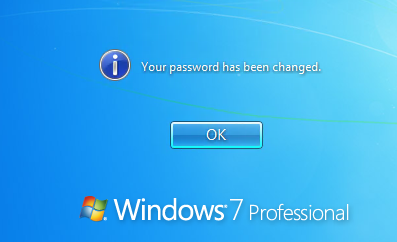 Your password has been changed.
OK
Windows 7 Professional